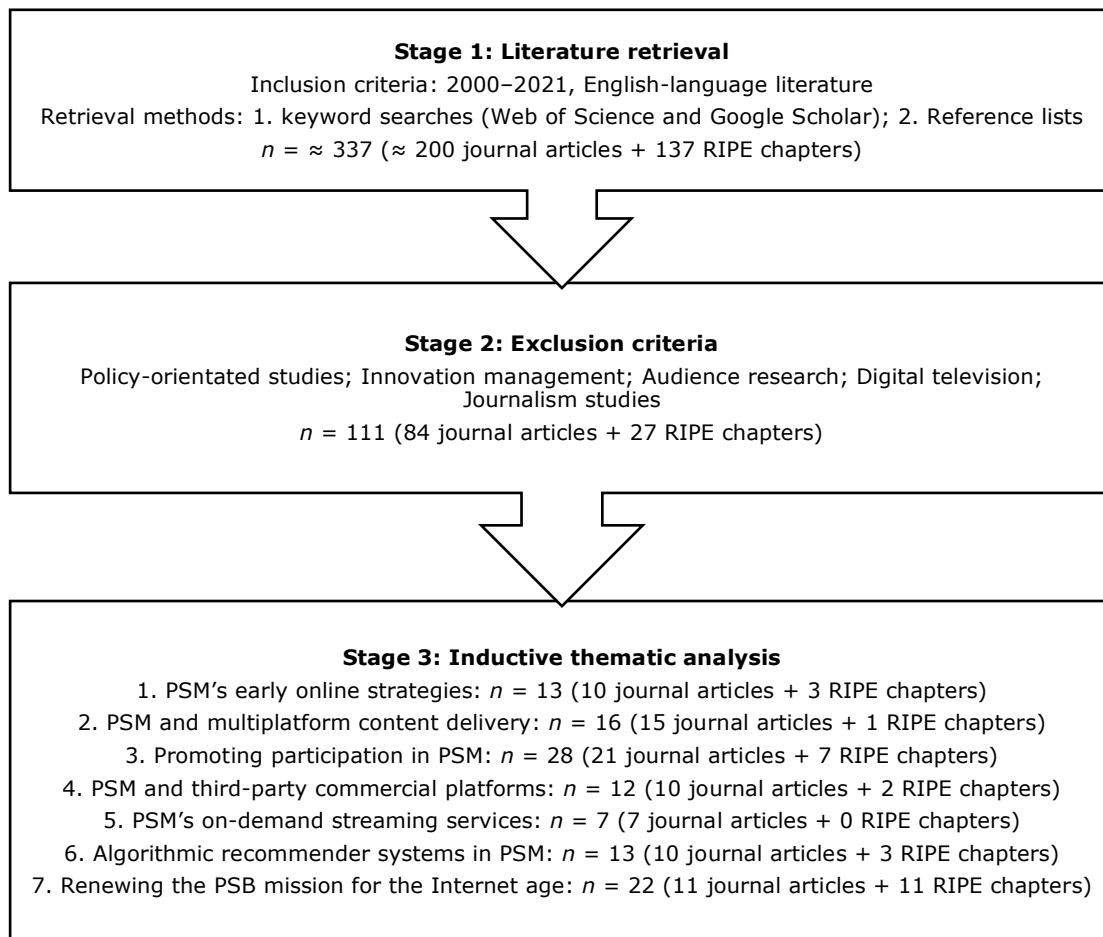 Stage 1: Literature retrieval
Inclusion criteria: 2000–2021, English-language literature
Retrieval methods: 1. keyword searches (Web of Science and Google Scholar); 2. Reference lists
n = ≈ 337 (≈ 200 journal articles + 137 RIPE chapters)
Stage 2: Exclusion criteria
Policy-orientated studies; Innovation management; Audience research; Digital television;
Journalism studies
n = 111 (84 journal articles + 27 RIPE chapters)
Stage 3: Inductive thematic analysis
1. PSM’s early online strategies: n = 13 (10 journal articles + 3 RIPE chapters)
2. PSM and multiplatform content delivery: n = 16 (15 journal articles + 1 RIPE chapters)
3. Promoting participation in PSM: n = 28 (21 journal articles + 7 RIPE chapters)
4. PSM and third-party commercial platforms: n = 12 (10 journal articles + 2 RIPE chapters)
5. PSM’s on-demand streaming services: n = 7 (7 journal articles + 0 RIPE chapters)
6. Algorithmic recommender systems in PSM: n = 13 (10 journal articles + 3 RIPE chapters)
7. Renewing the PSB mission for the Internet age: n = 22 (11 journal articles + 11 RIPE chapters)